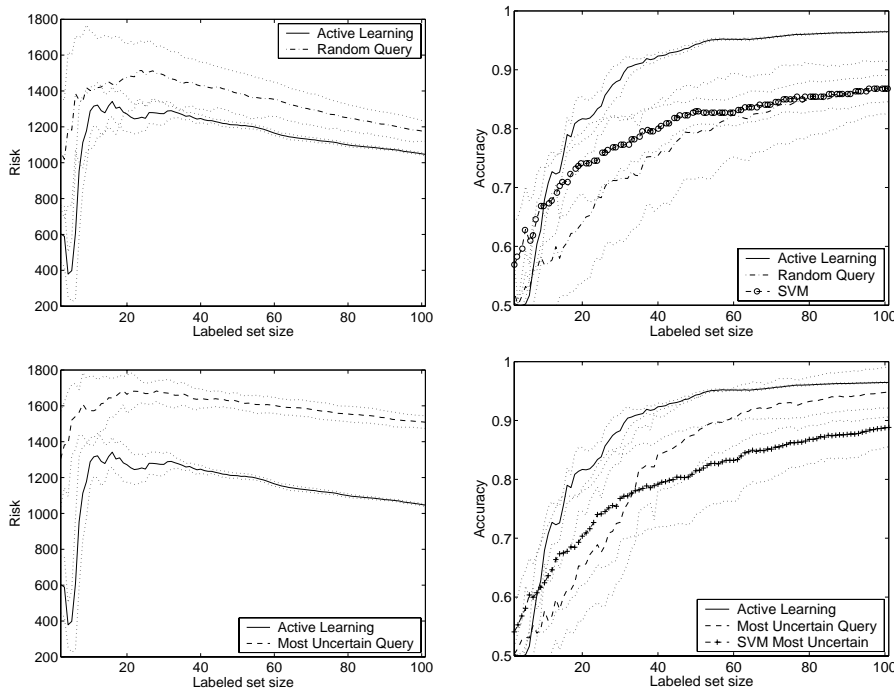 1800
1600
1400
1200
1000
800
600
400
200
Risk
20
40
60
80
100
Labeled set size
Active Learning
Random Query
1
0.9
0.8
0.7
0.6
0.5
Accuracy
20
40
60
80
100
Labeled set size
Active Learning
Random Query
SVM
1800
1600
1400
1200
1000
800
600
400
200
Risk
20
40
60
80
100
Labeled set size
Active Learning
Most Uncertain Query
1
0.9
0.8
0.7
0.6
0.5
Accuracy
20
40
60
80
100
Labeled set size
Active Learning
Most Uncertain Query
SVM Most Uncertain